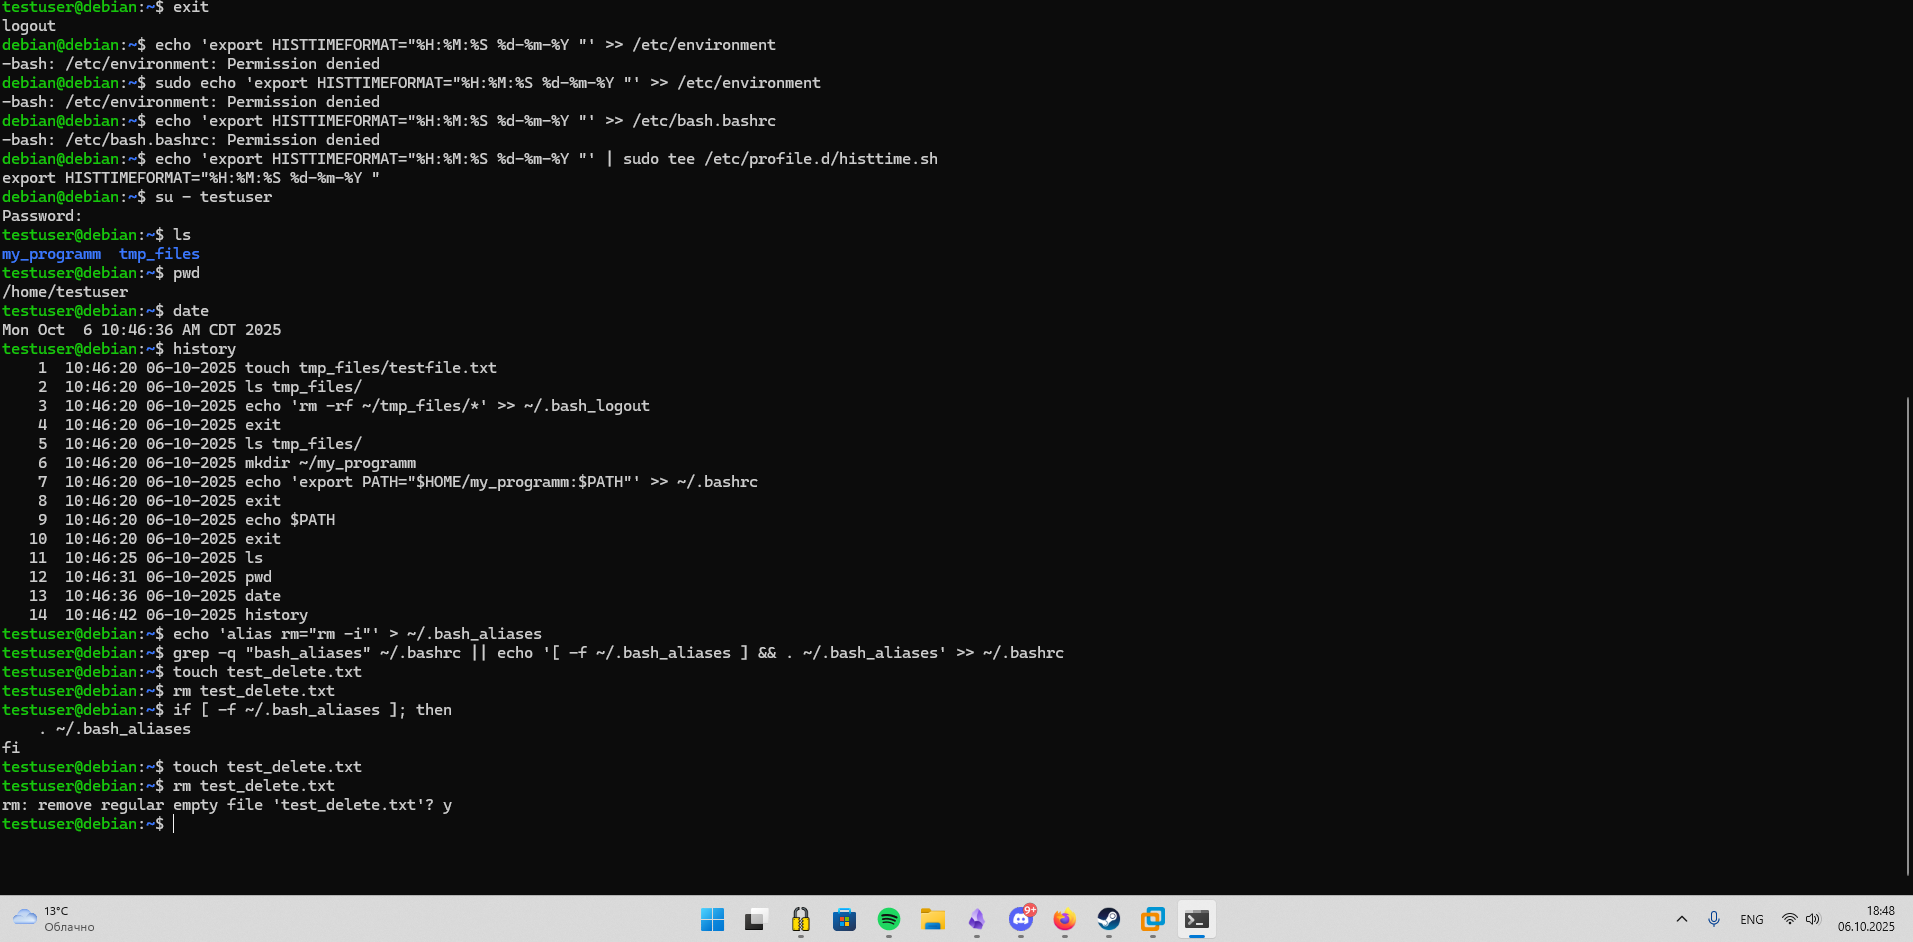 testuser@debian:~$ exit
logout
debian@debian:~$ echo 'export HISTTIMEFORMAT="%H:%M:%S %d-%m-%Y "' >> /etc/environment
-bash: /etc/environment: Permission denied
debian@debian:~$ sudo echo 'export HISTTIMEFORMAT="%H:%M:%S %d-%m-%Y "' >> /etc/environment
-bash: /etc/environment: Permission denied
debian@debian:~$ echo 'export HISTTIMEFORMAT="%H:%M:%S %d-%m-%Y "' >> /etc/bash.bashrc
-bash: /etc/bash.bashrc: Permission denied
debian@debian:~$ echo 'export HISTTIMEFORMAT="%H:%M:%S %d-%m-%Y "' | sudo tee /etc/profile.d/histtime.sh
export HISTTIMEFORMAT="%H:%M:%S %d-%m-%Y "
debian@debian:~$ su - testuser
Password:
testuser@debian:~$ ls
my_programm  tmp_files
testuser@debian:~$ pwd
/home/testuser
testuser@debian:~$ date
Mon Oct  6 10:46:36 AM CDT 2025
testuser@debian:~$ history
    1  10:46:20 06-10-2025 touch tmp_files/testfile.txt
    2  10:46:20 06-10-2025 ls tmp_files/
    3  10:46:20 06-10-2025 echo 'rm -rf ~/tmp_files/*' >> ~/.bash_logout
    4  10:46:20 06-10-2025 exit
    5  10:46:20 06-10-2025 ls tmp_files/
    6  10:46:20 06-10-2025 mkdir ~/my_programm
    7  10:46:20 06-10-2025 echo 'export PATH="$HOME/my_programm:$PATH"' >> ~/.bashrc
    8  10:46:20 06-10-2025 exit
    9  10:46:20 06-10-2025 echo $PATH
   10  10:46:20 06-10-2025 exit
   11  10:46:25 06-10-2025 ls
   12  10:46:31 06-10-2025 pwd
   13  10:46:36 06-10-2025 date
   14  10:46:42 06-10-2025 history
testuser@debian:~$ echo 'alias rm="rm -i"' > ~/.bash_aliases
testuser@debian:~$ grep -q "bash_aliases" ~/.bashrc || echo '[ -f ~/.bash_aliases ] && . ~/.bash_aliases' >> ~/.bashrc
testuser@debian:~$ touch test_delete.txt
testuser@debian:~$ rm test_delete.txt
testuser@debian:~$ if [ -f ~/.bash_aliases ]; then
    . ~/.bash_aliases
fi
testuser@debian:~$ touch test_delete.txt
testuser@debian:~$ rm test_delete.txt
rm: remove regular empty file 'test_delete.txt'? y
testuser@debian:~$
13°C
Облачно
9+
ENG
18:48
06.10.2025